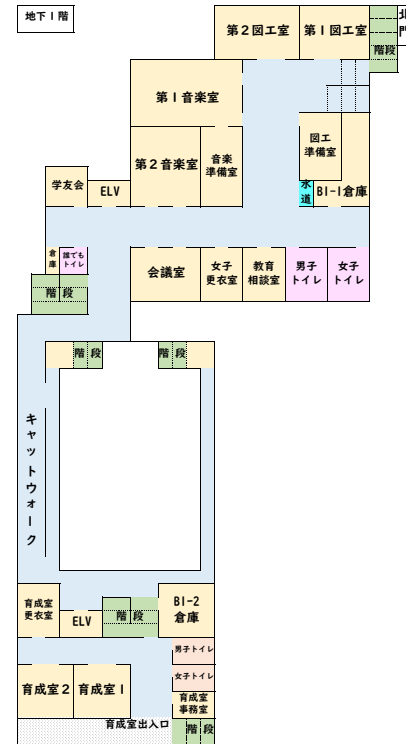 地下1階
第2図工室
第1図工室
階段
第1音楽室
図工
準備室
第2音楽室
音楽
準備室
学友会
ELV
水
道
B1-1倉庫
倉
庫
誰でも
トイレ
会議室
女子
更衣室
教育
相談室
男子
トイレ
女子
トイレ
階 段
階 段
階 段
キャットウォーク
育成室
更衣室
ELV
階 段
B1-2
倉庫
男子トイレ
女子トイレ
育成室2
育成室1
育成室
事務室
育成室出入口
階 段